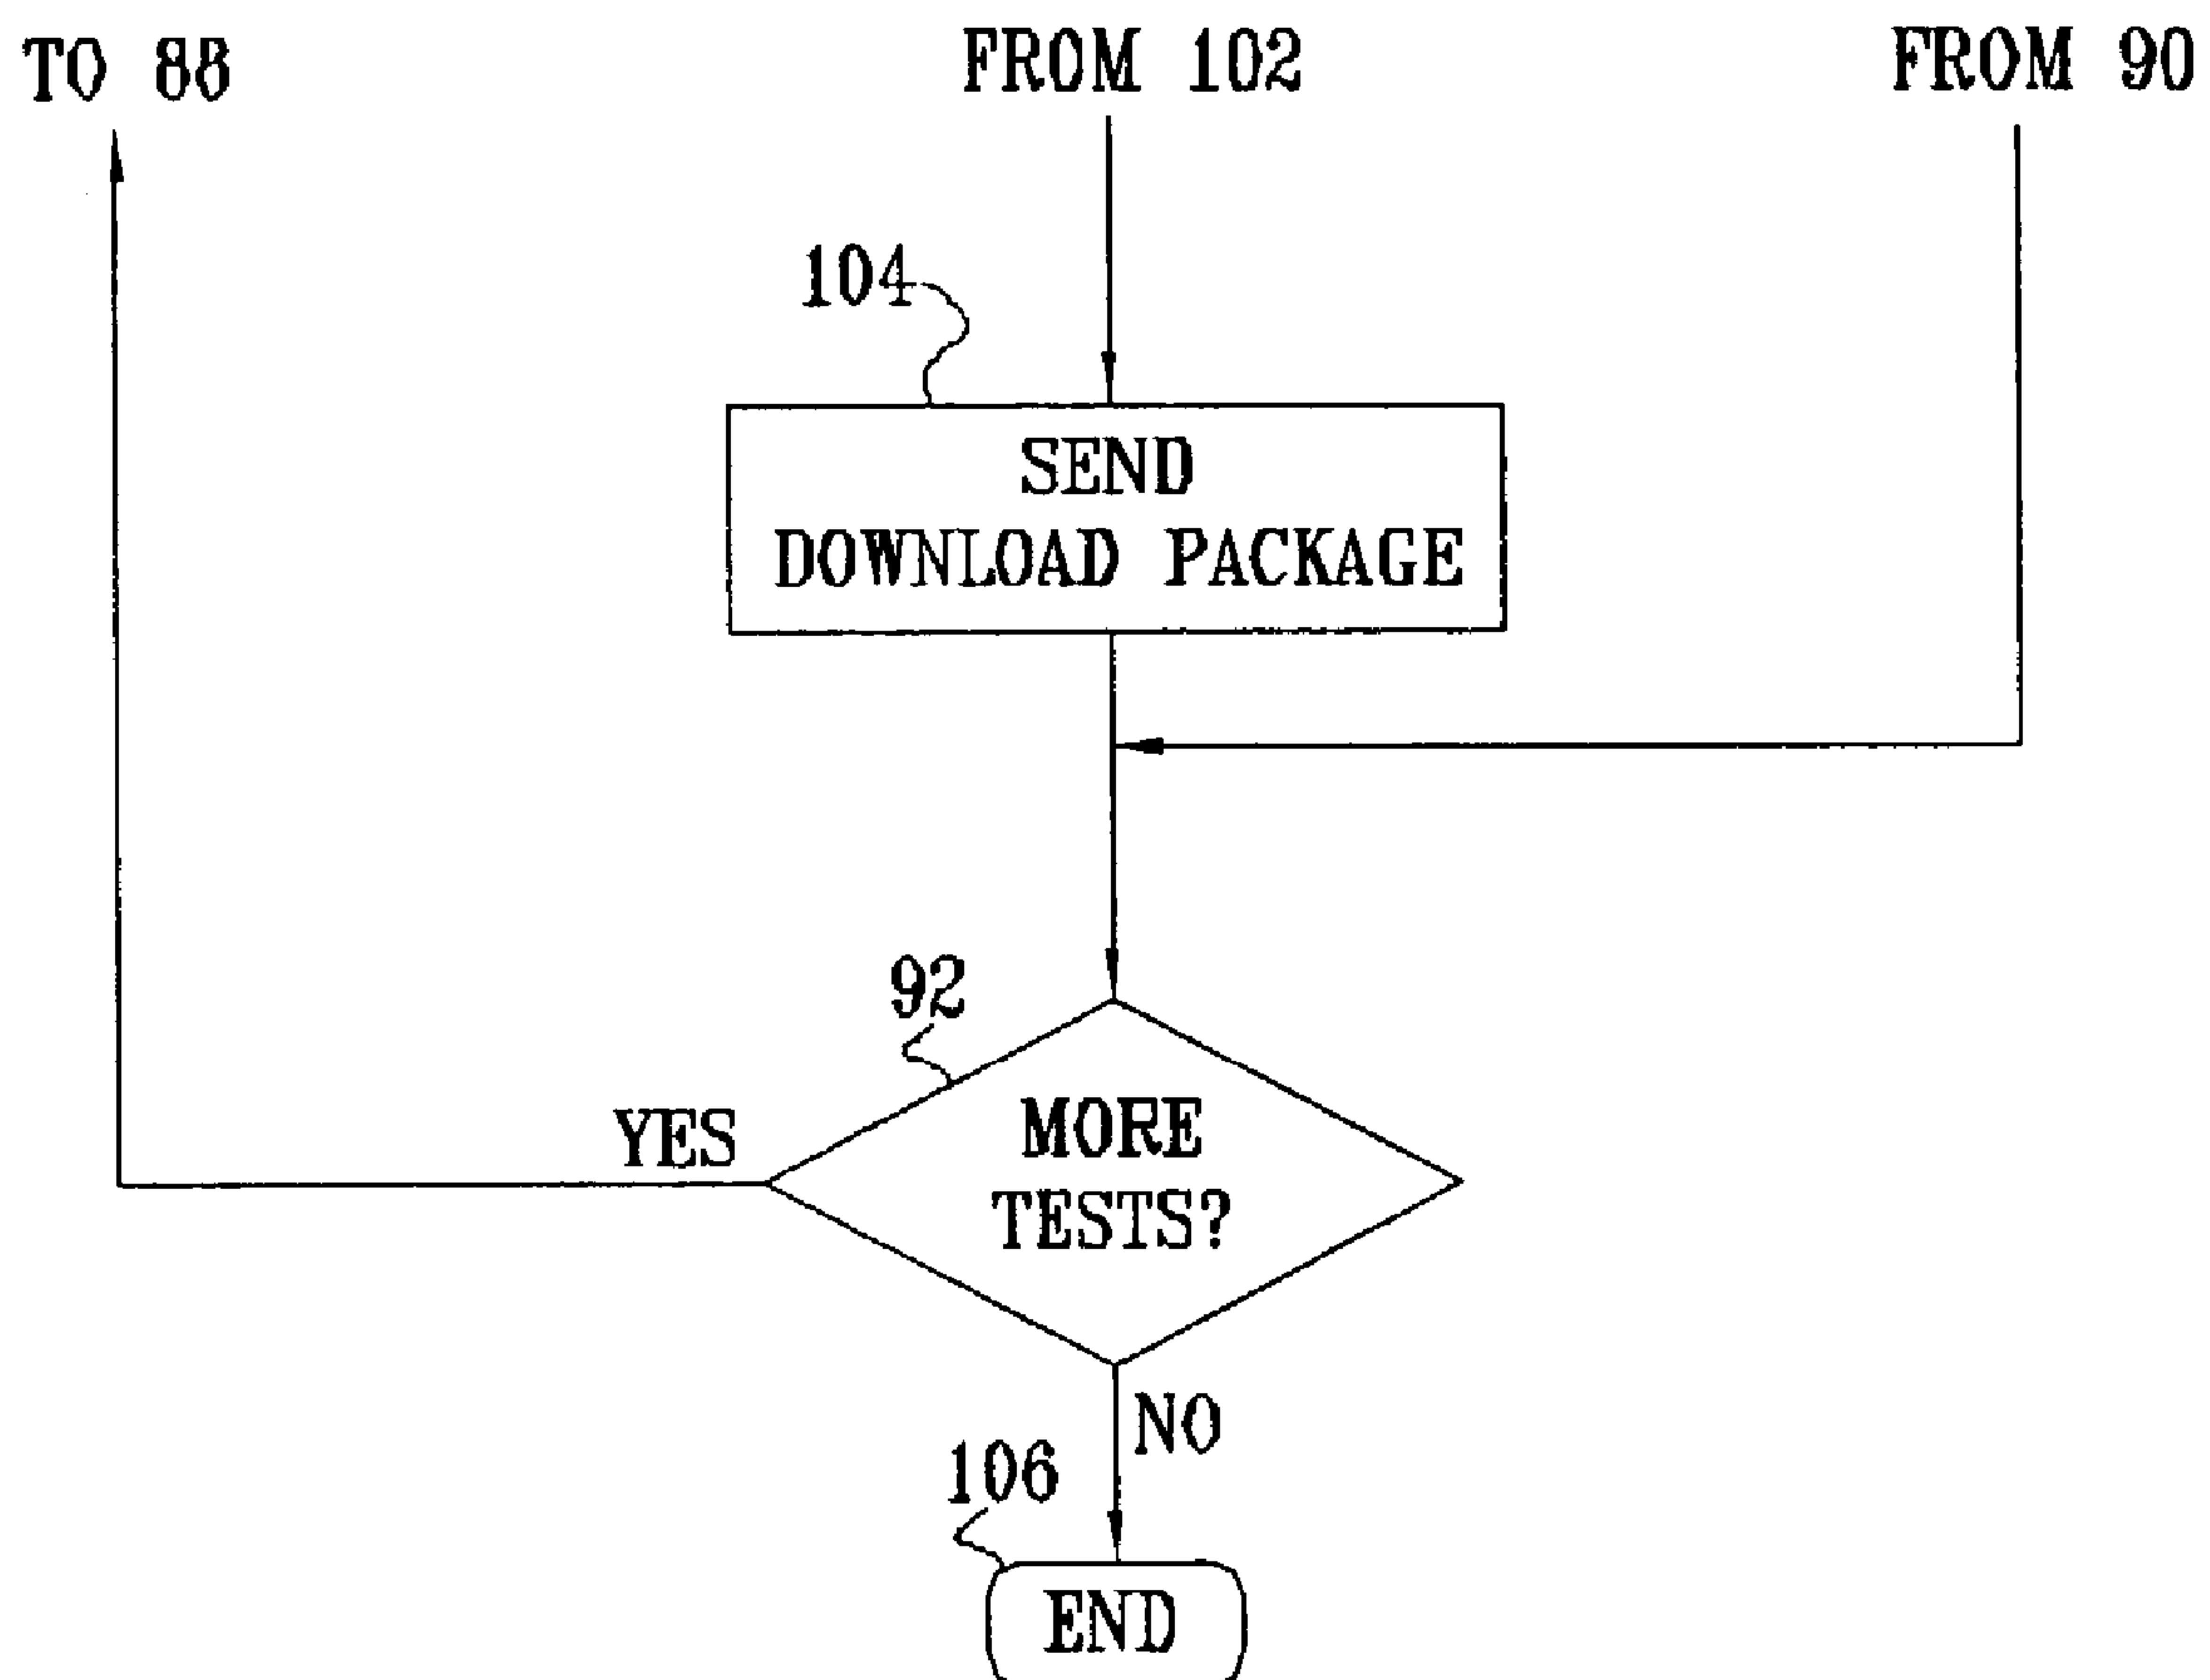 TO 88
FROM 102
FROM 90
104
SEND
DOWNLOAD PACKAGE
92
YES
MORE
TESTS?
NO
106
END